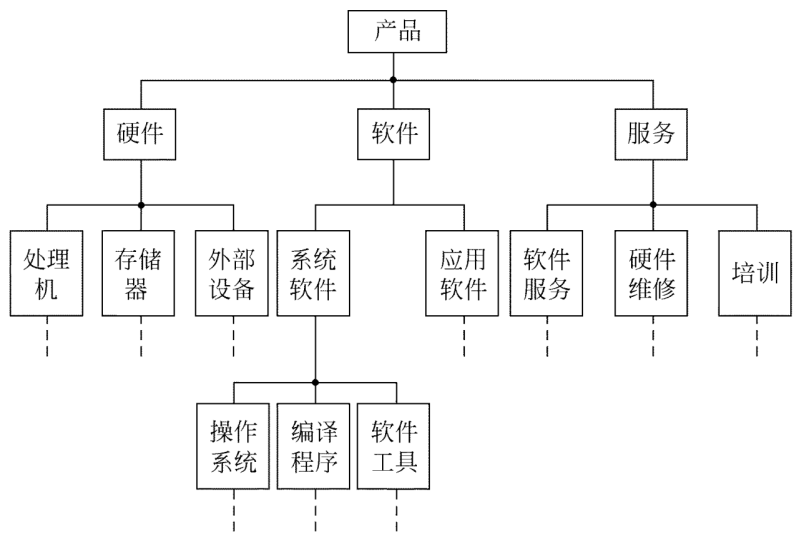 产品
硬件
软件
服务
处理
机
存储
器
外部
设备
系统
软件
应用
软件
软件
服务
硬件
维修
培训
操作
系统
编译
程序
软件
工具